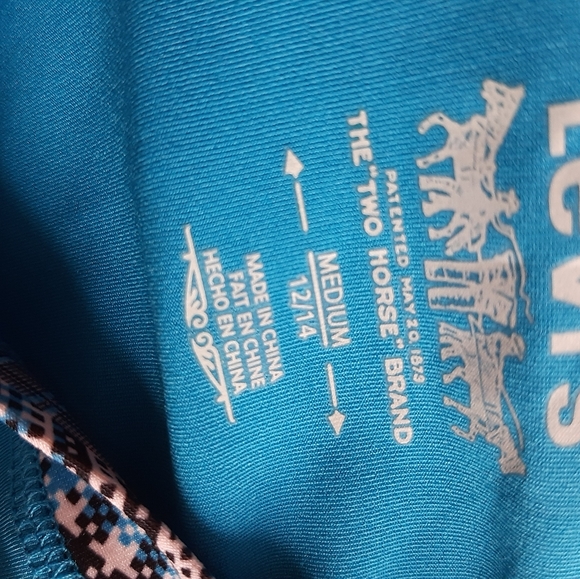 LEVI'S
PATENTED MAY 20, 1873
THE "TWO HORSE" BRAND
MEDIUM
12/14
MADE IN CHINA
FAIT EN CHINE
HECHO EN CHINA